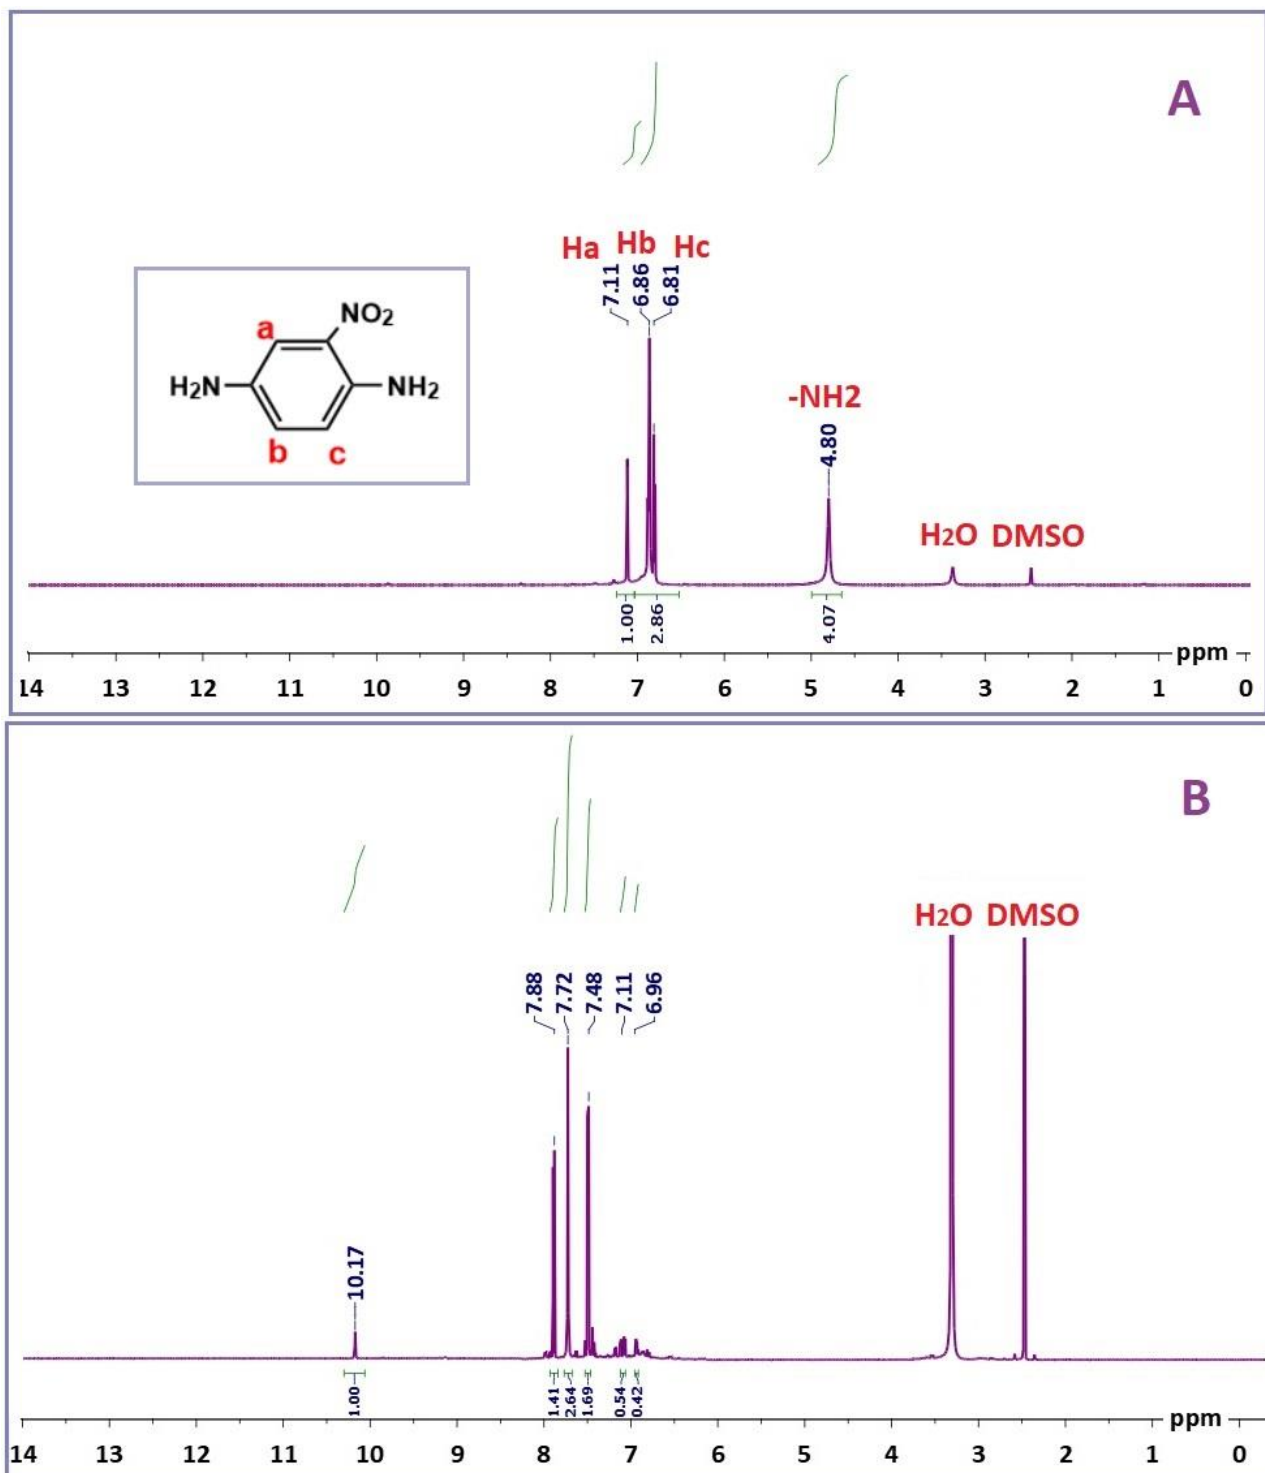 A
Ha Hb Hc
7.11
6.86
6.81
NO2
a
H2N
NH2
b c
-NH2
4.80
H2O DMSO
1.00
2.86
4.07
ppm
14 13 12 11 10 9 8 7 6 5 4 3 2 1 0
B
H2O DMSO
7.88
7.72
7.48
7.11
6.96
10.17
1.00
1.41
2.64
1.69
0.54
0.42
ppm
14 13 12 11 10 9 8 7 6 5 4 3 2 1 0